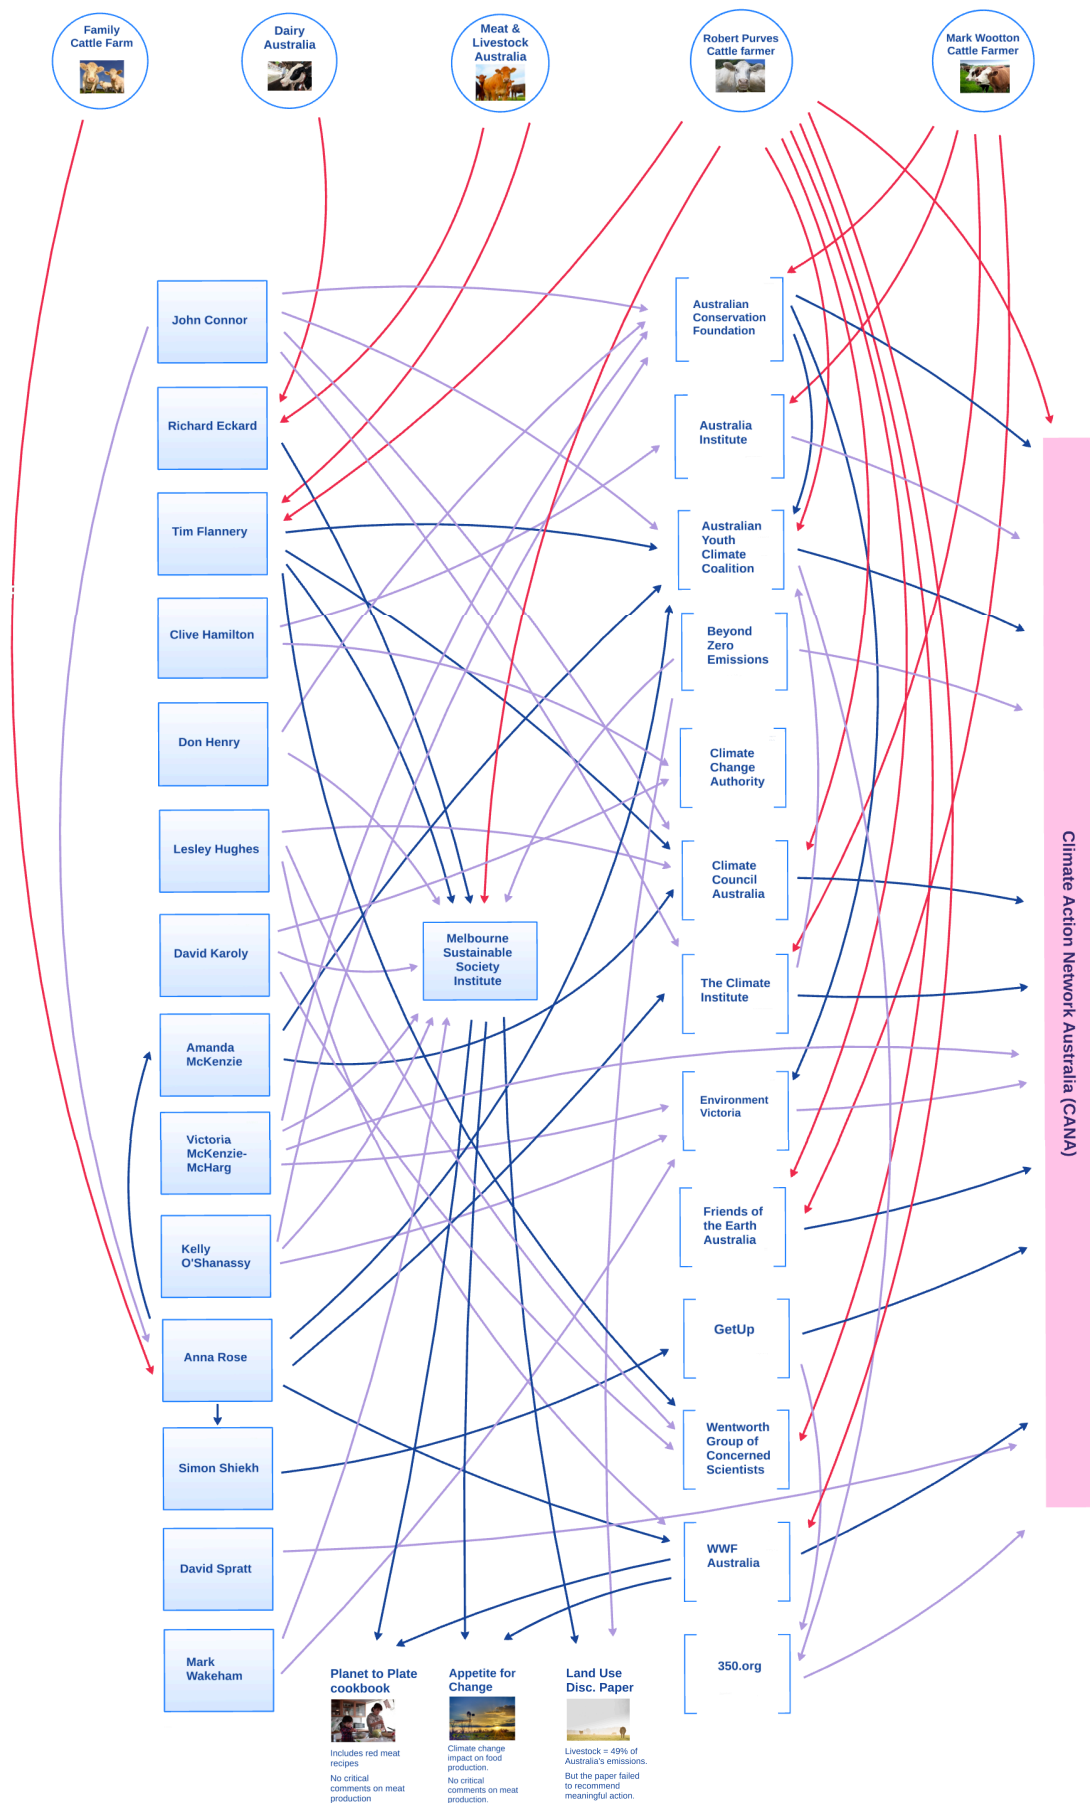 Family
Cattle Farm
Dairy
Australia
Meat &
Livestock
Australia
Robert Purves
Cattle farmer
Mark Wootton
Cattle Farmer
John Connor
Richard Eckard
Tim Flannery
Clive Hamilton
Don Henry
Lesley Hughes
David Karoly
Amanda
McKenzie
Victoria
McKenzie-
McHarg
Kelly
O'Shanassy
Anna Rose
Simon Shiekh
David Spratt
Mark
Wakeham
Melbourne
Sustainable
Society
Institute
Australian
Conservation
Foundation
Australia
Institute
Australian
Youth
Climate
Coalition
Beyond
Zero
Emissions
Climate
Change
Authority
Climate
Council
Australia
The Climate
Institute
Environment
Victoria
Friends of
the Earth
Australia
GetUp
Wentworth
Group of
Concerned
Scientists
WWF
Australia
350.org
Climate Action Network Australia (CANA)
Planet to Plate
cookbook
Includes red meat
recipes
No critical
comments on meat
production
Appetite for
Change
Climate change
impact on food
production.
No critical
comments on meat
production.
Land Use
Disc. Paper
Livestock = 49% of
Australia's emissions.
But the paper failed
to recommend
meaningful action.